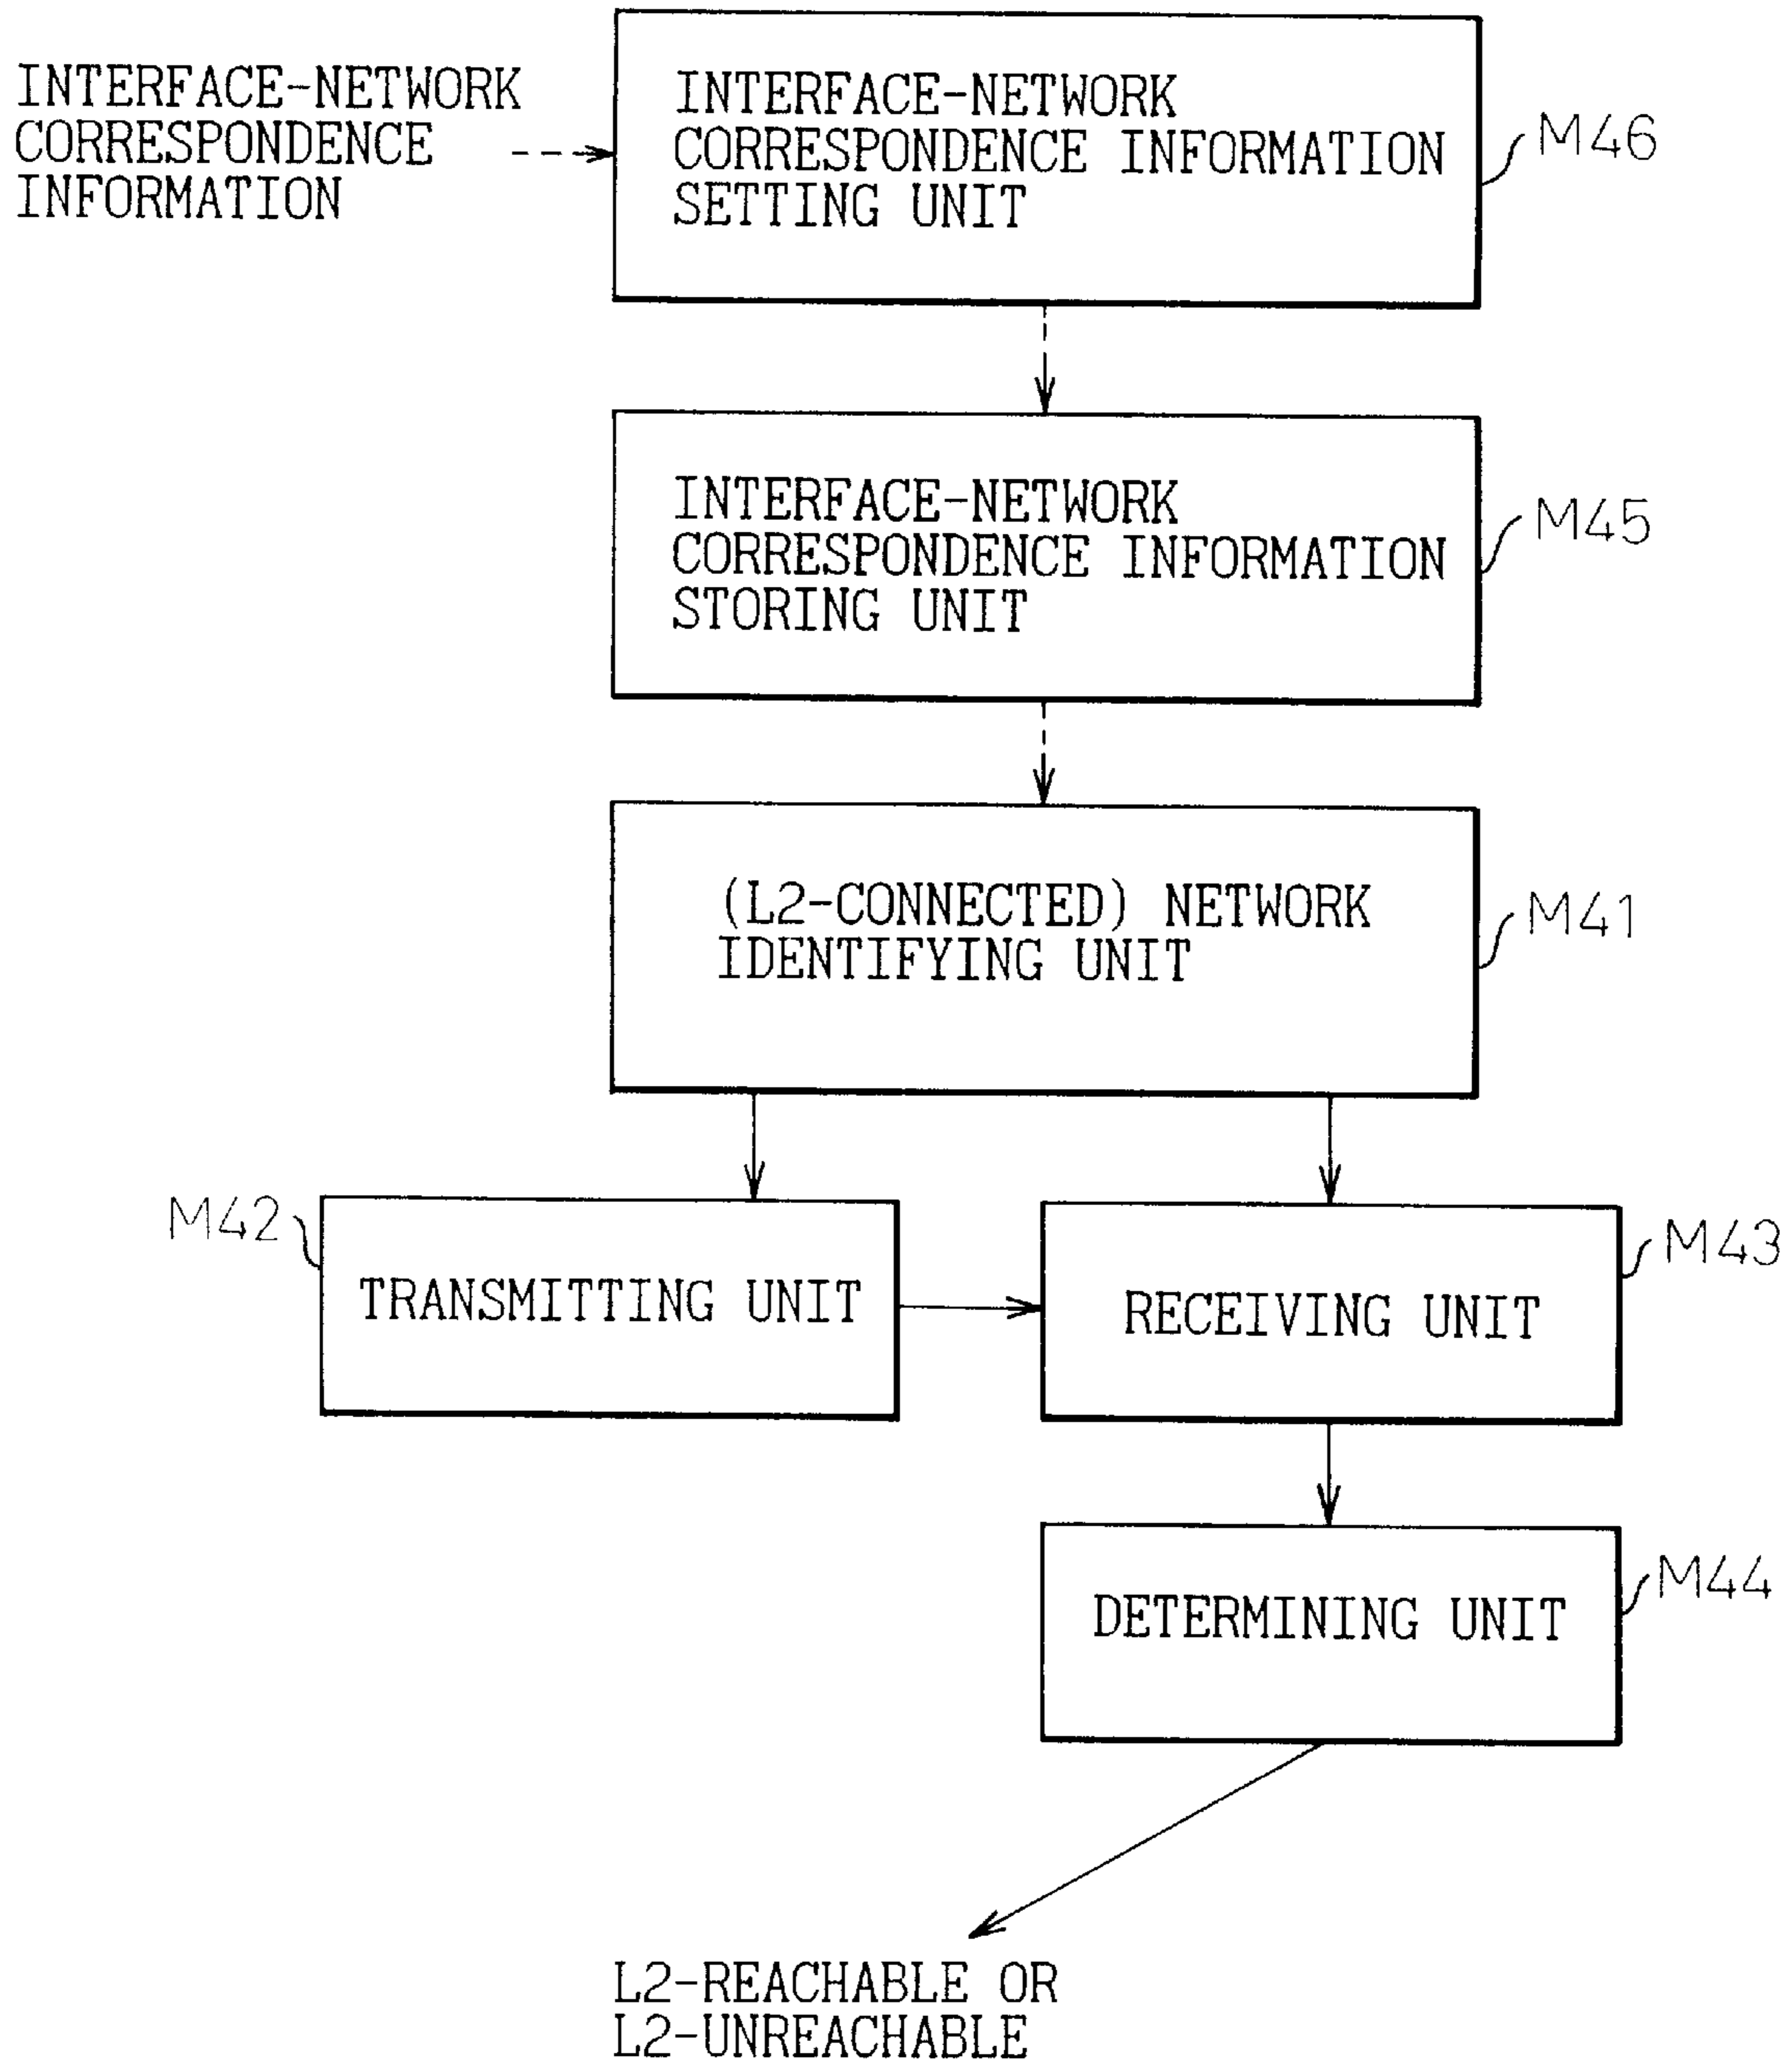 INTERFACE-NETWORK
CORRESPONDENCE
INFORMATION
INTERFACE-NETWORK
CORRESPONDENCE INFORMATION
SETTING UNIT
M46
INTERFACE-NETWORK
CORRESPONDENCE INFORMATION
STORING UNIT
M45
(L2-CONNECTED) NETWORK
IDENTIFYING UNIT
M41
M42
TRANSMITTING UNIT
M43
RECEIVING UNIT
M44
DETERMINING UNIT
L2-REACHABLE OR
L2-UNREACHABLE